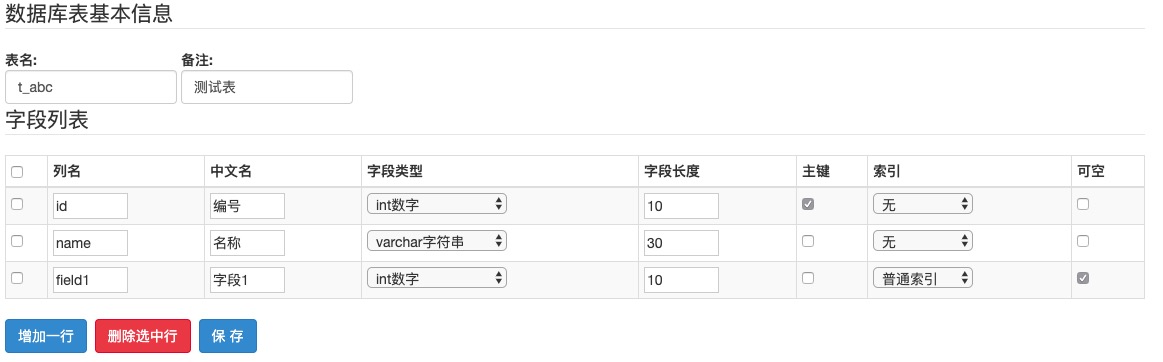 数据库表基本信息
表名: 备注:
t_abc 测试表
字段列表
列名 中文名 字段类型 字段长度 主键 索引 可空
id 编号 int数字 10 无
name 名称 varchar字符串 30 无
field1 字段1 int数字 10 普通索引
增加一行 删除选中行 保 存